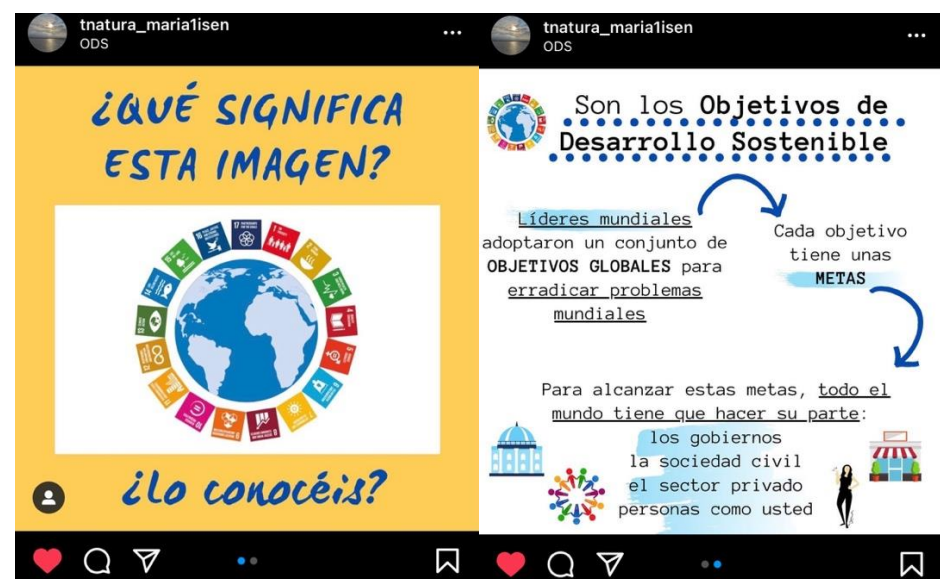 tnatura_maria1isen
ODS
¿QUÉ SIGNIFICA
ESTA IMAGEN?
¿Lo conocéis?
tnatura_maria1isen
ODS
Son los Objetivos de
Desarrollo Sostenible
Líderes mundiales
adoptaron un conjunto de
OBJETIVOS GLOBALES para
erradicar problemas
mundiales
Cada objetivo
tiene unas
METAS
Para alcanzar estas metas, todo el
mundo tiene que hacer su parte:
los gobiernos
la sociedad civil
el sector privado
personas como usted